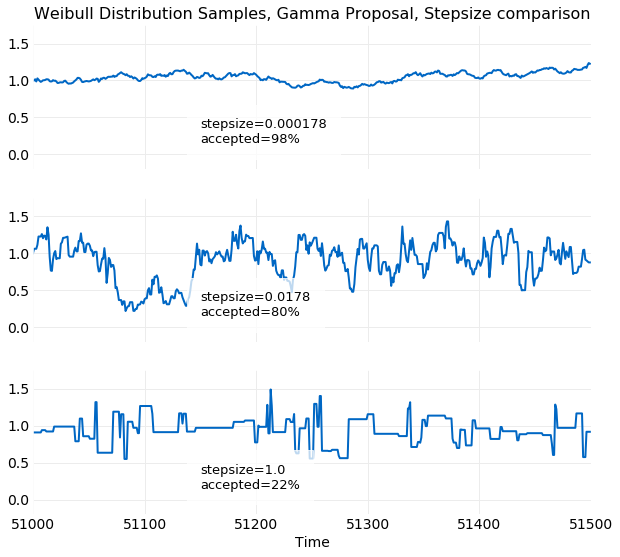 Weibull Distribution Samples, Gamma Proposal, Stepsize comparison
1.5
1.0
0.5
0.0
stepsize=0.000178
accepted=98%
1.5
1.0
0.5
0.0
stepsize=0.0178
accepted=80%
1.5
1.0
0.5
0.0
stepsize=1.0
accepted=22%
51000 51100 51200 51300 51400 51500
Time